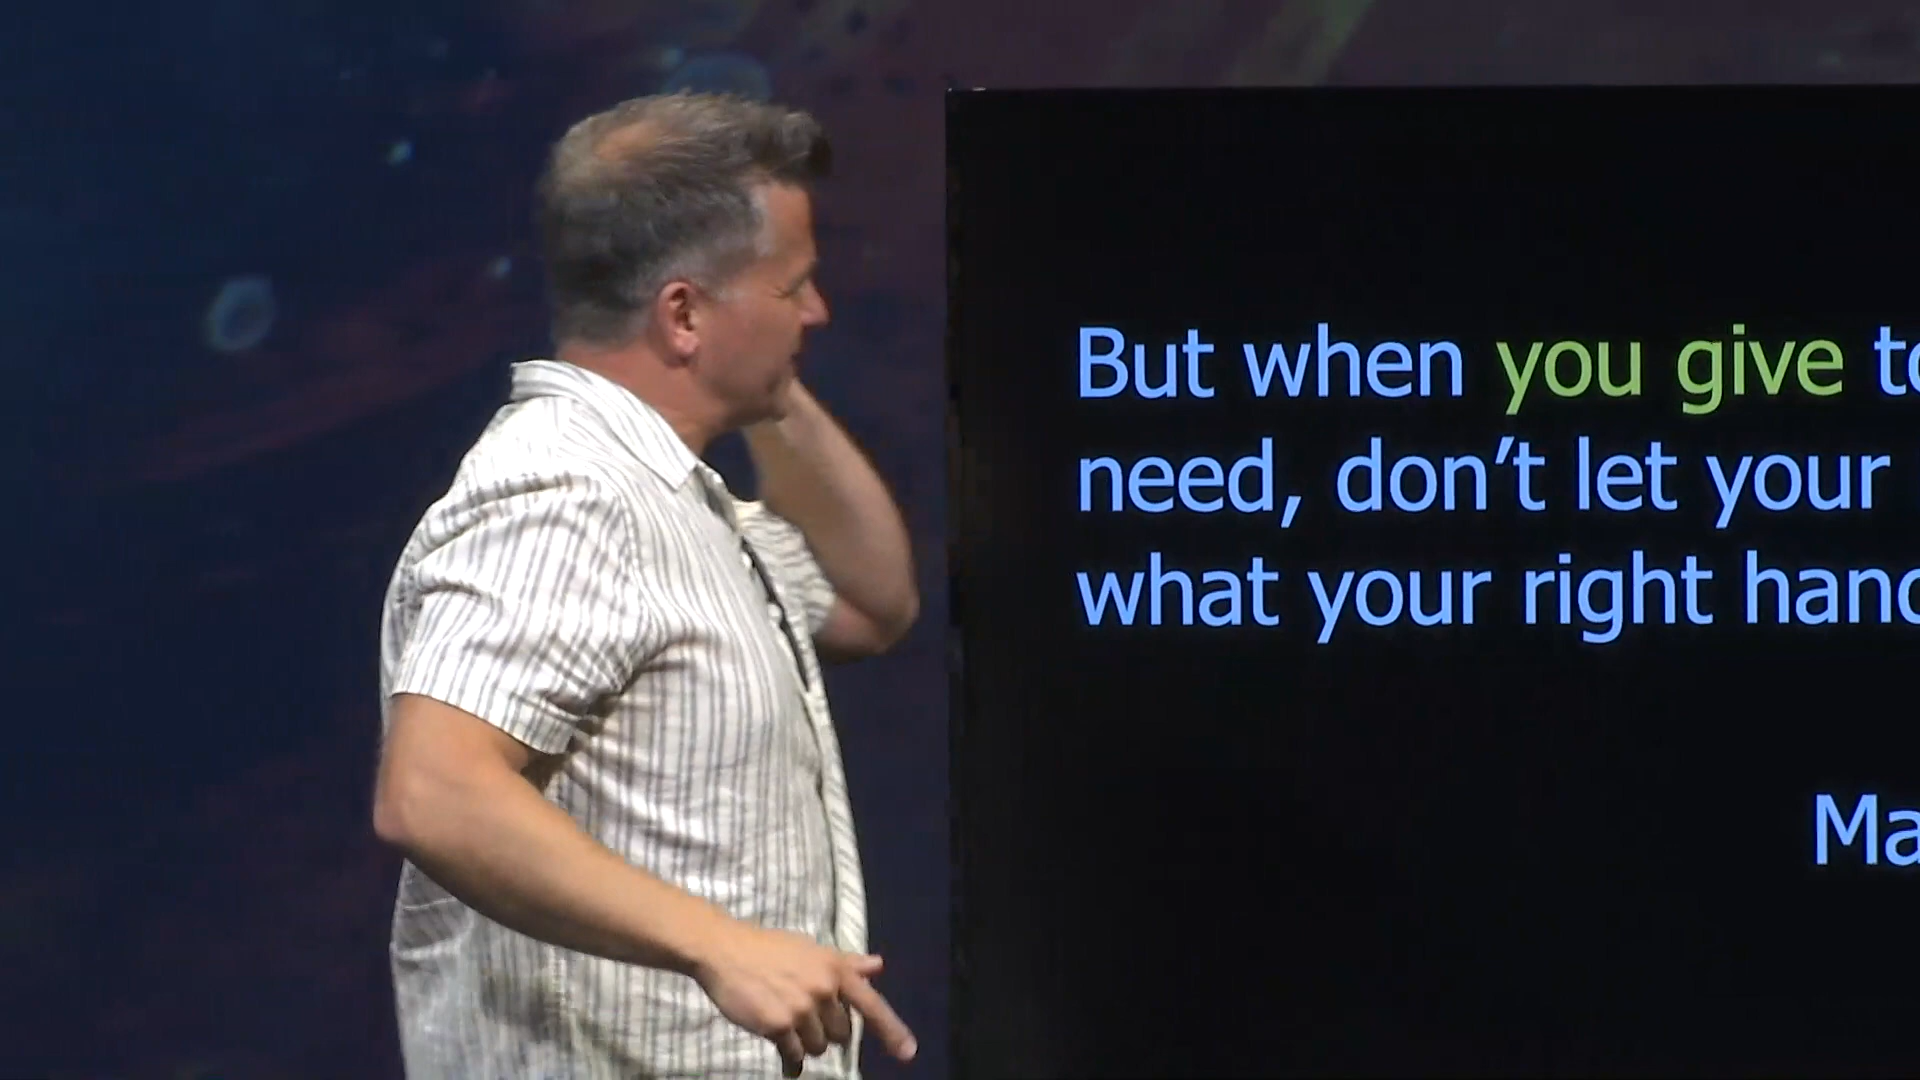 But when you give to
need, don’t let your
what your right hand
Ma